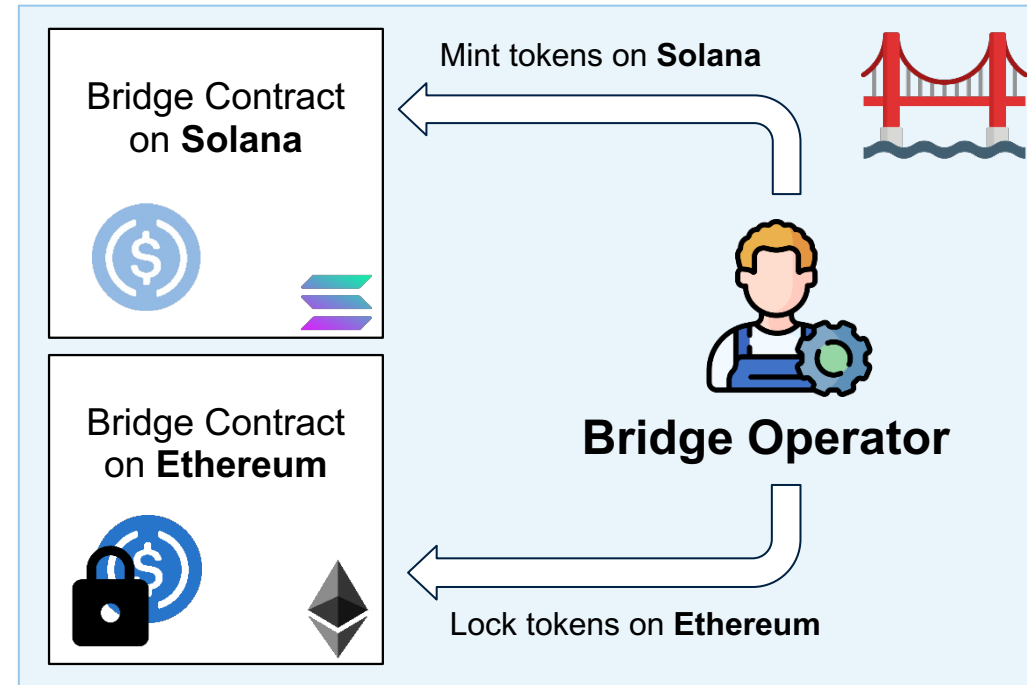 Mint tokens on Solana
Bridge Contract
on Solana
$
Bridge Operator
Bridge Contract
on Ethereum
$
Lock tokens on Ethereum